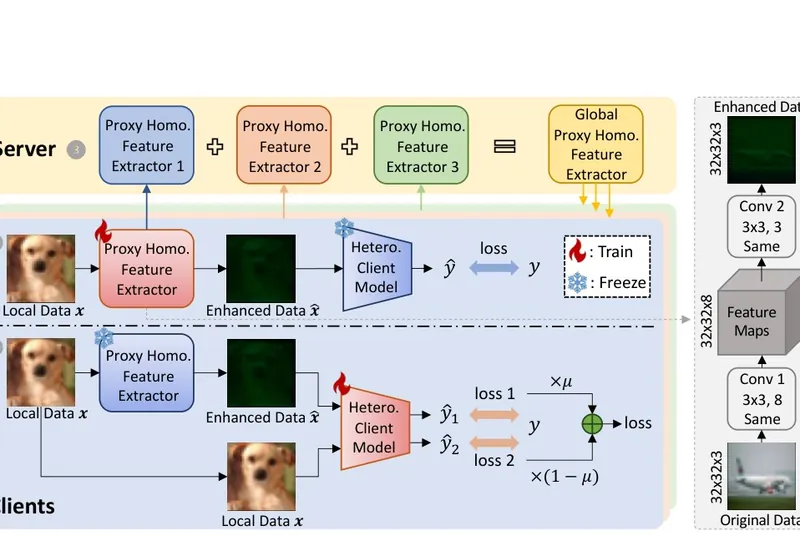 Server
3
Proxy Homo.
Feature
Extractor 1
Proxy Homo.
Feature
Extractor 2
Proxy Homo.
Feature
Extractor 3
Global
Proxy Homo.
Feature
Extractor
Proxy Homo.
Feature
Extractor
Hetero.
Client
Model
ŷ
loss
y
: Train
: Freeze
Local Data x
Enhanced Data x̂
Proxy Homo.
Feature
Extractor
Local Data x
Enhanced Data x̂
Hetero.
Client
Model
ŷ₁
ŷ₂
loss 1
y
loss 2
×μ
×(1 − μ)
loss
Local Data x
Clients
Enhanced Data
32x32x3
Conv 2
3x3, 3
Same
32x32x8
Feature
Maps
Conv 1
3x3, 8
Same
32x32x3
Original Data